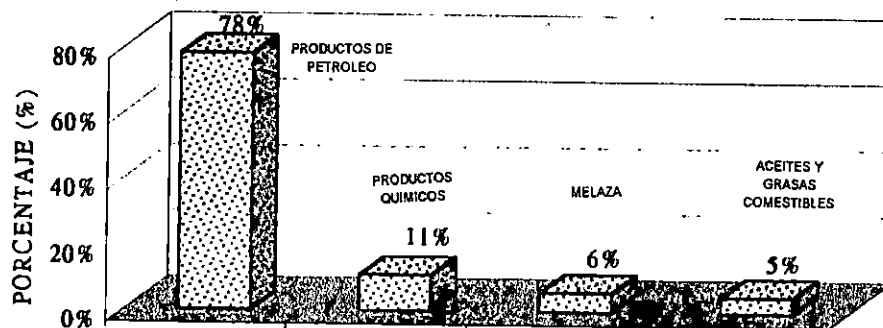 78%
PRODUCTOS DE
PETROLEO
80%
60%
40%
20%
0%
PORCENTAJE (%)
PRODUCTOS
QUIMICOS
11%
MELAZA
6%
ACEITES Y
GRASAS
COMESTIBLES
5%